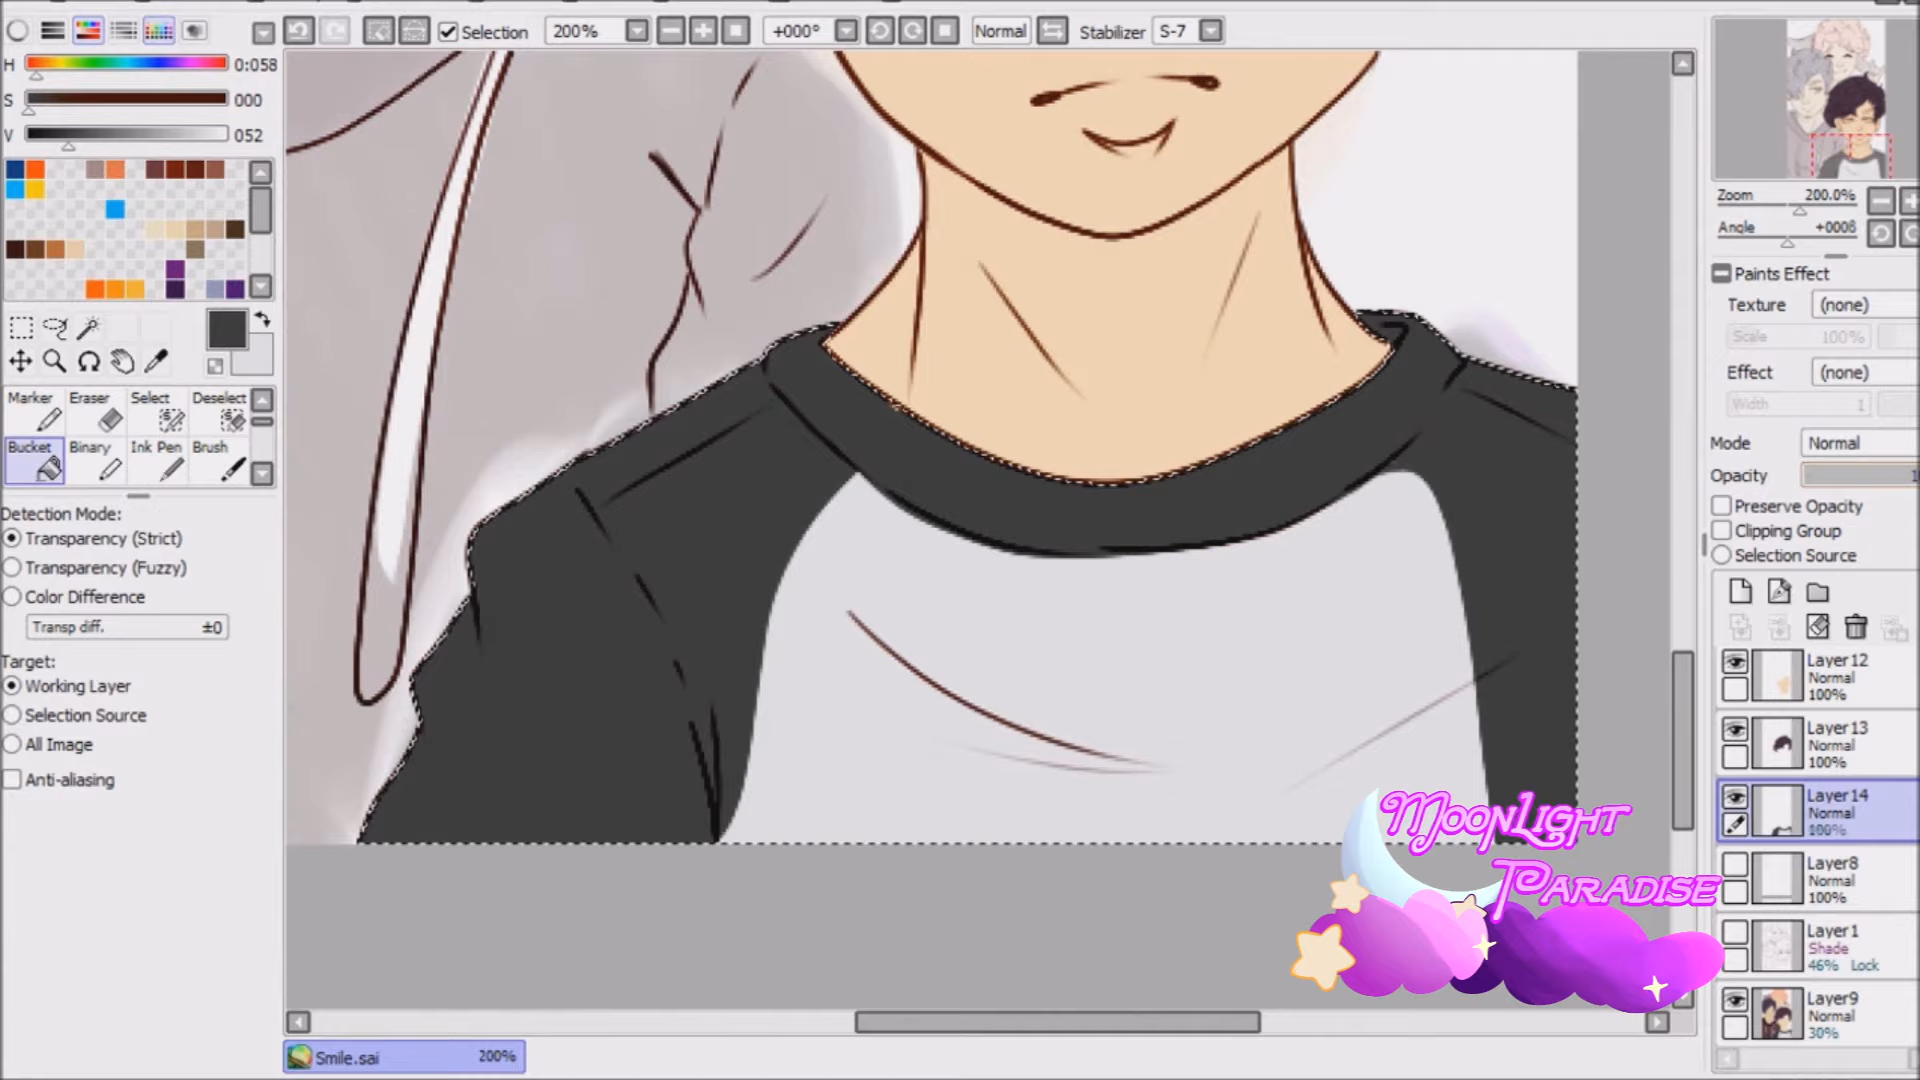 Selection
200%
+000°
Normal
Stabilizer
S-7
H
0:058
S
000
V
052
Marker
Eraser
Select
Deselect
Bucket
Binary
Ink Pen
Brush
Detection Mode:
Transparency (Strict)
Transparency (Fuzzy)
Color Difference
Transp diff.
±0
Target:
Working Layer
Selection Source
All Image
Anti-aliasing
Smile.sai
200%
Zoom
200.0%
Angle
Paints Effect
Texture
(none)
Scale
100%
Effect
(none)
Width
1
Mode
Normal
Opacity
Preserve Opacity
Clipping Group
Selection Source
Layer12
Normal
100%
Layer13
Normal
100%
Layer14
Normal
100%
Layer8
Normal
100%
Layer1
Shade
46% Lock
Layer9
Normal
30%
MoonLight
Paradise